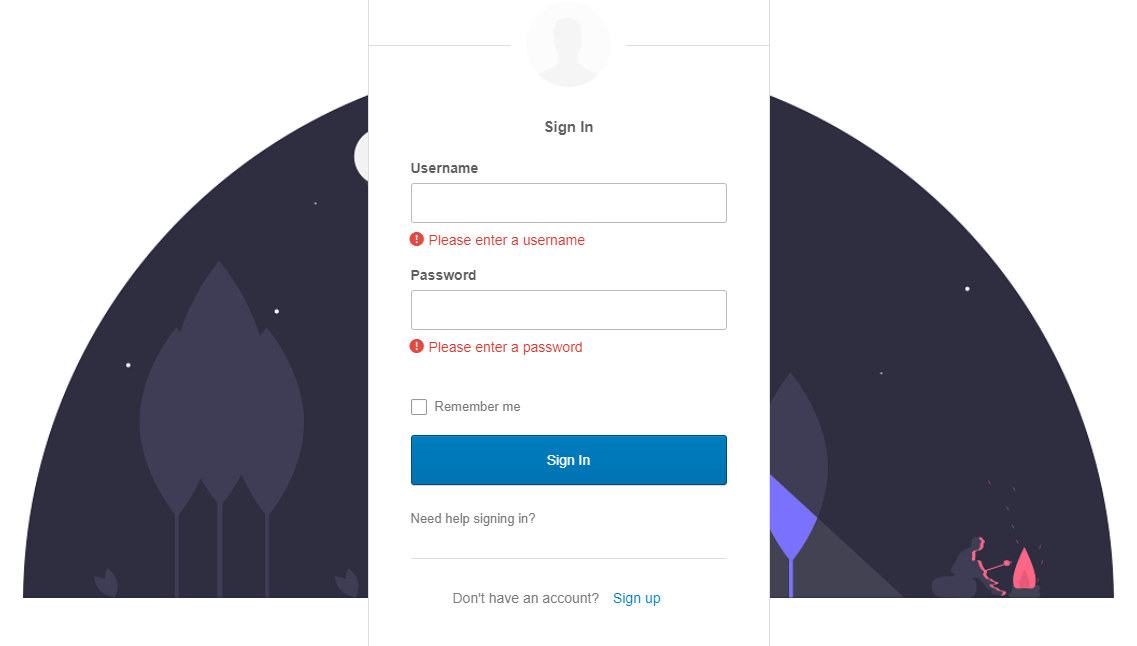 Sign In
Username
Please enter a username
Password
Please enter a password
Remember me
Sign In
Need help signing in?
Don't have an account? Sign up